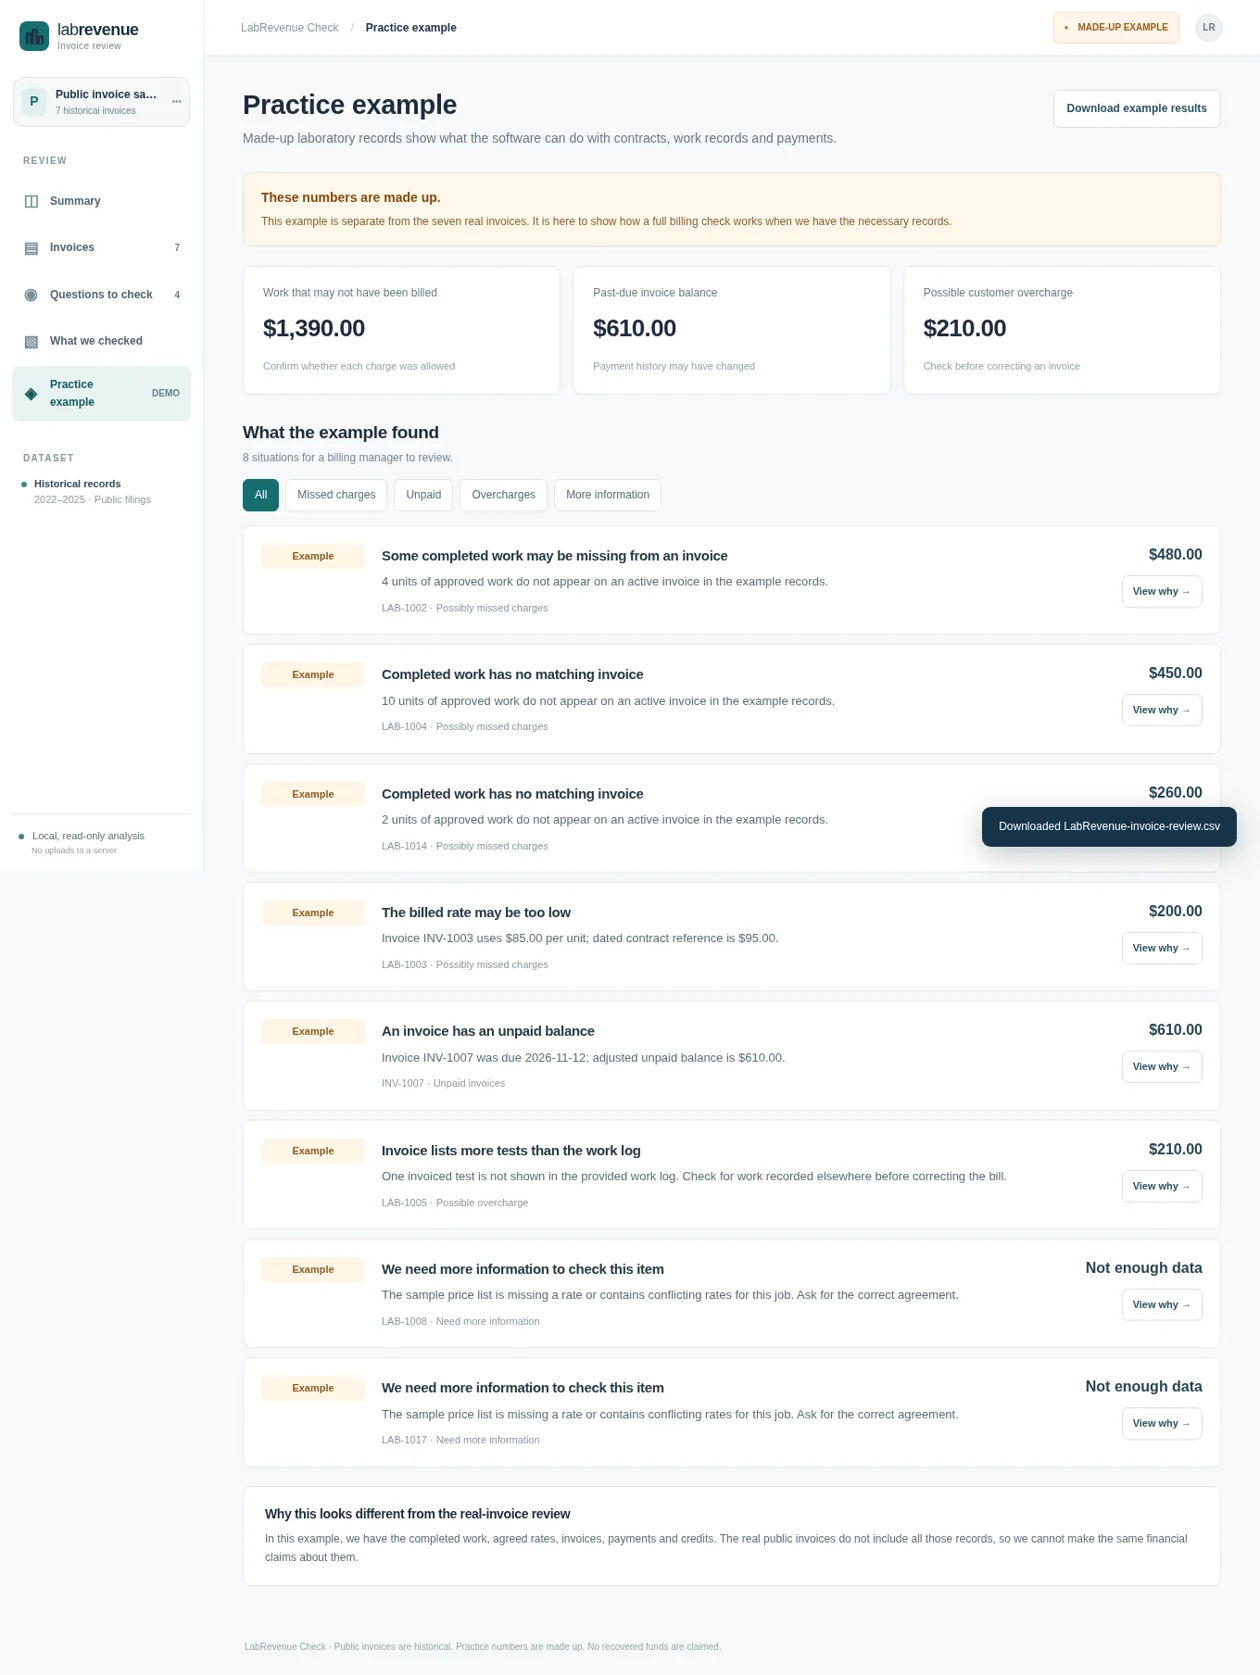 labrevenue
Invoice review
P
Public invoice sa…
7 historical invoices
···
REVIEW
Summary
Invoices 7
Questions to check 4
What we checked
Practice example DEMO
DATASET
Historical records
2022–2025 · Public filings
Local, read-only analysis
No uploads to a server
LabRevenue Check / Practice example
• MADE-UP EXAMPLE
LR
Practice example
Download example results
Made-up laboratory records show what the software can do with contracts, work records and payments.
These numbers are made up.
This example is separate from the seven real invoices. It is here to show how a full billing check works when we have the necessary records.
Work that may not have been billed
$1,390.00
Confirm whether each charge was allowed
Past-due invoice balance
$610.00
Payment history may have changed
Possible customer overcharge
$210.00
Check before correcting an invoice
What the example found
8 situations for a billing manager to review.
All Missed charges Unpaid Overcharges More information
Example
Some completed work may be missing from an invoice
4 units of approved work do not appear on an active invoice in the example records.
LAB-1002 · Possibly missed charges
$480.00
View why →
Example
Completed work has no matching invoice
10 units of approved work do not appear on an active invoice in the example records.
LAB-1004 · Possibly missed charges
$450.00
View why →
Example
Completed work has no matching invoice
2 units of approved work do not appear on an active invoice in the example records.
LAB-1014 · Possibly missed charges
$260.00
Downloaded LabRevenue-invoice-review.csv
Example
The billed rate may be too low
Invoice INV-1003 uses $85.00 per unit; dated contract reference is $95.00.
LAB-1003 · Possibly missed charges
$200.00
View why →
Example
An invoice has an unpaid balance
Invoice INV-1007 was due 2026-11-12; adjusted unpaid balance is $610.00.
INV-1007 · Unpaid invoices
$610.00
View why →
Example
Invoice lists more tests than the work log
One invoiced test is not shown in the provided work log. Check for work recorded elsewhere before correcting the bill.
LAB-1005 · Possible overcharge
$210.00
View why →
Example
We need more information to check this item
The sample price list is missing a rate or contains conflicting rates for this job. Ask for the correct agreement.
LAB-1008 · Need more information
Not enough data
View why →
Example
We need more information to check this item
The sample price list is missing a rate or contains conflicting rates for this job. Ask for the correct agreement.
LAB-1017 · Need more information
Not enough data
View why →
Why this looks different from the real-invoice review
In this example, we have the completed work, agreed rates, invoices, payments and credits. The real public invoices do not include all those records, so we cannot make the same financial
claims about them.
LabRevenue Check · Public invoices are historical. Practice numbers are made up. No recovered funds are claimed.